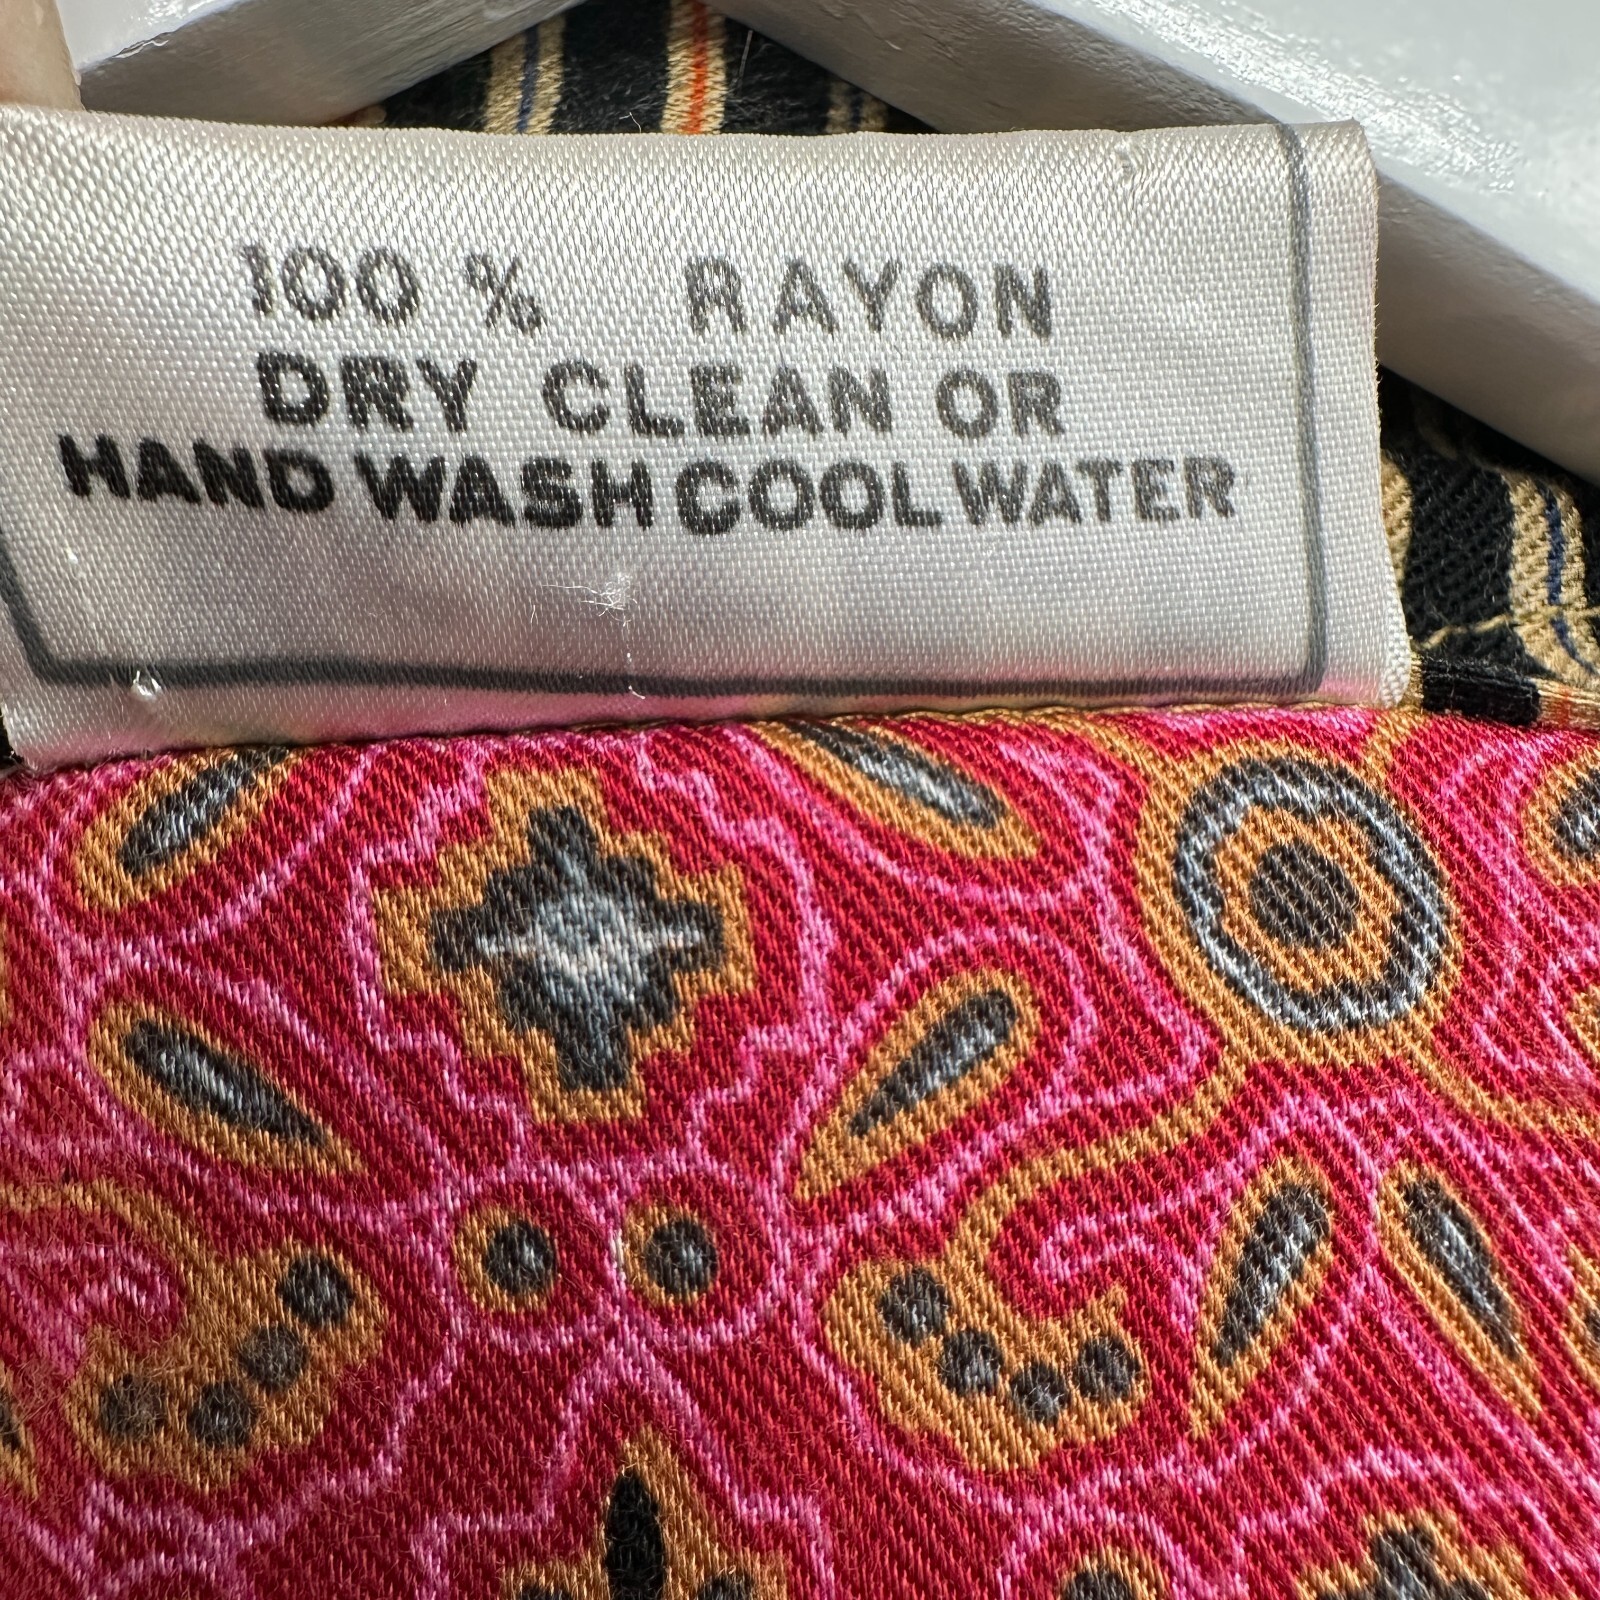 100 % RAYON
DRY CLEAN OR
HAND WASH COOL WATER